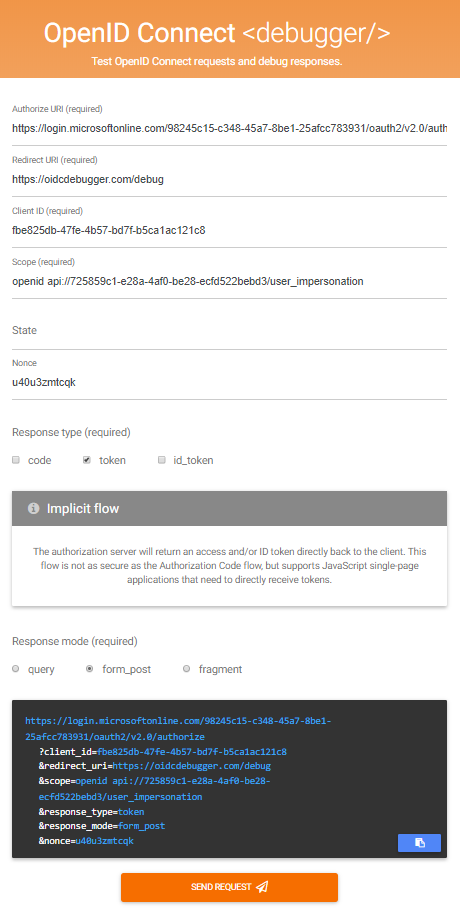 OpenID Connect <debugger/>
Test OpenID Connect requests and debug responses.
Authorize URI (required)
https://login.microsoftonline.com/98245c15-c348-45a7-8be1-25afcc783931/oauth2/v2.0/auth
Redirect URI (required)
https://oidcdebugger.com/debug
Client ID (required)
fbe825db-47fe-4b57-bd7f-b5ca1ac121c8
Scope (required)
openid api://725859c1-e28a-4af0-be28-ecfd522bebd3/user_impersonation
State
Nonce
u40u3zmtcqk
Response type (required)
code token id_token
Implicit flow
The authorization server will return an access and/or ID token directly back to the client. This
flow is not as secure as the Authorization Code flow, but supports JavaScript single-page
applications that need to directly receive tokens.
Response mode (required)
query form_post fragment
https://login.microsoftonline.com/98245c15-c348-45a7-8be1-
25afcc783931/oauth2/v2.0/authorize
?client_id=fbe825db-47fe-4b57-bd7f-b5ca1ac121c8
&redirect_uri=https://oidcdebugger.com/debug
&scope=openid api://725859c1-e28a-4af0-be28-
ecfd522bebd3/user_impersonation
&response_type=token
&response_mode=form_post
&nonce=u40u3zmtcqk
SEND REQUEST